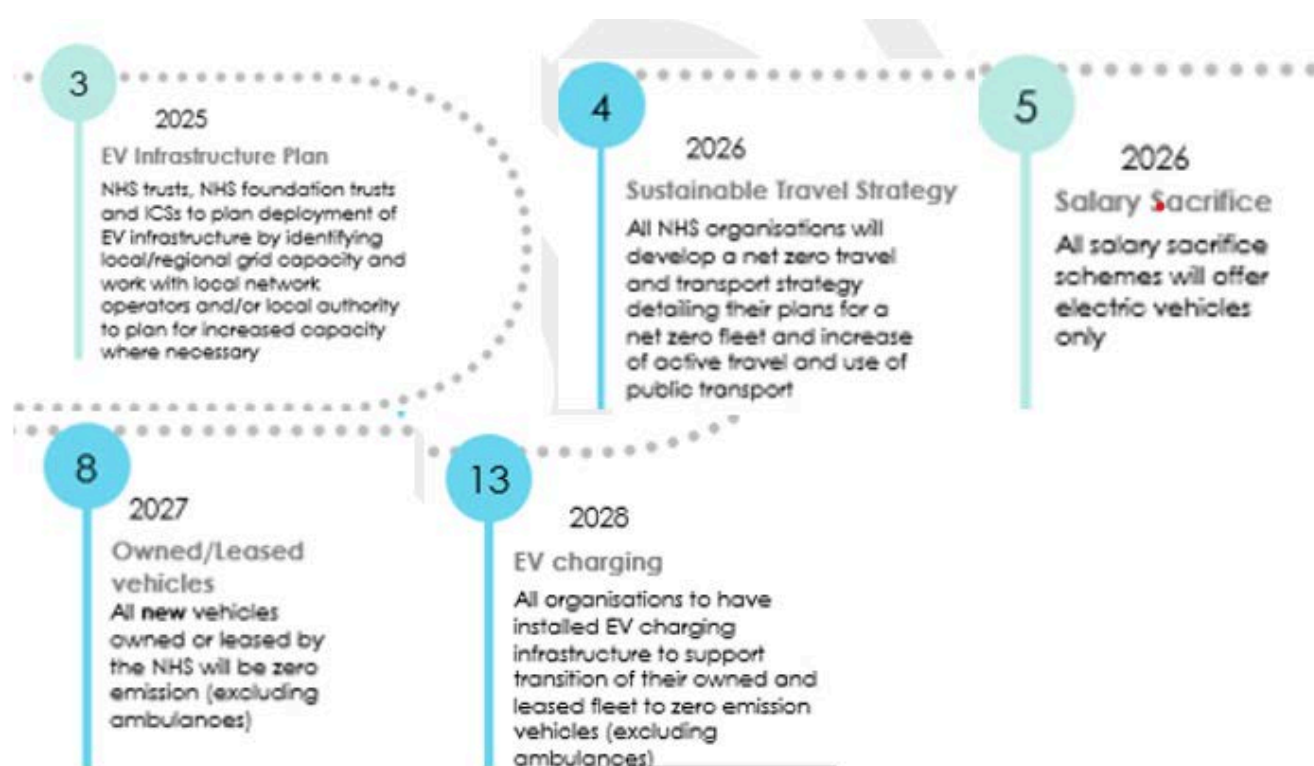 3
2025
EV Infrastructure Plan
NHS trusts, NHS foundation trusts
and ICSs to plan deployment of
EV infrastructure by identifying
local/regional grid capacity and
work with local network
operators and/or local authority
to plan for increased capacity
where necessary
4
2026
Sustainable Travel Strategy
All NHS organisations will
develop a net zero travel
and transport strategy
detailing their plans for a
net zero fleet and increase
of active travel and use of
public transport
5
2026
Salary Sacrifice
All salary sacrifice
schemes will offer
electric vehicles
only
8
2027
Owned/Leased
vehicles
All new vehicles
owned or leased by
the NHS will be zero
emission (excluding
ambulances)
13
2028
EV charging
All organisations to have
installed EV charging
infrastructure to support
transition of their owned and
leased fleet to zero emission
vehicles (excluding
ambulances)